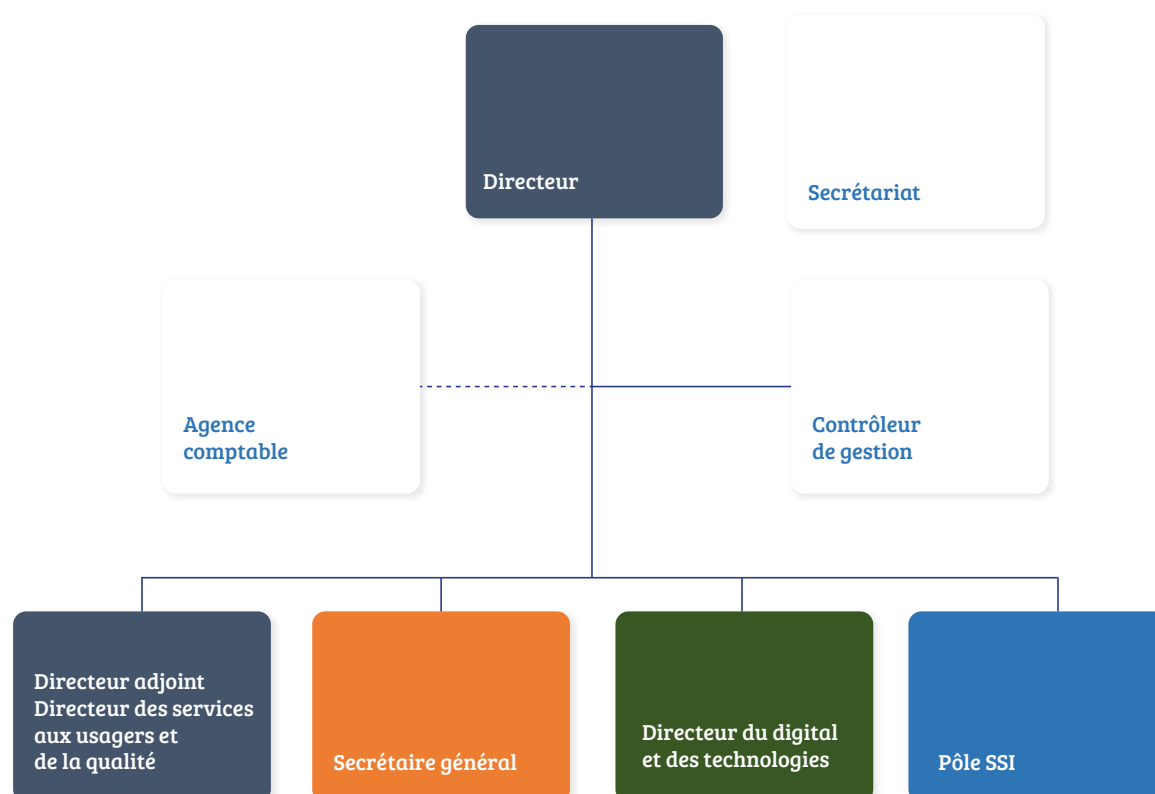 Directeur
Secrétariat
Agence
comptable
Contrôleur
de gestion
Directeur adjoint
Directeur des services
aux usagers et
de la qualité
Secrétaire général
Directeur du digital
et des technologies
Pôle SSI